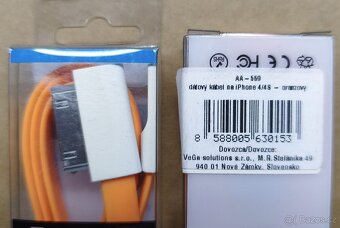 AA - 559
dátový kábel na iPhone 4/4S - oranžový
8 588005 630153
Dovozca/Dovozce:
VeGa solutions s.r.o., M.R.Štefánika 49
940 01 Nové Zámky, Slovensko